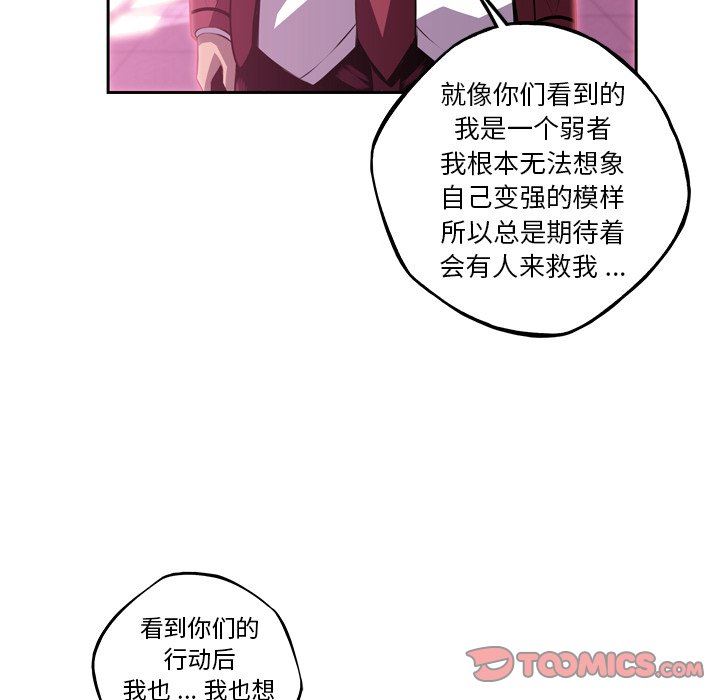 就像你们看到的
我是一个弱者
我根本无法想象
自己变强的模样
所以总是期待着
会有人来救我 ...
看到你们的
行动后
我也 ... 我也想
TOOMICS.COM